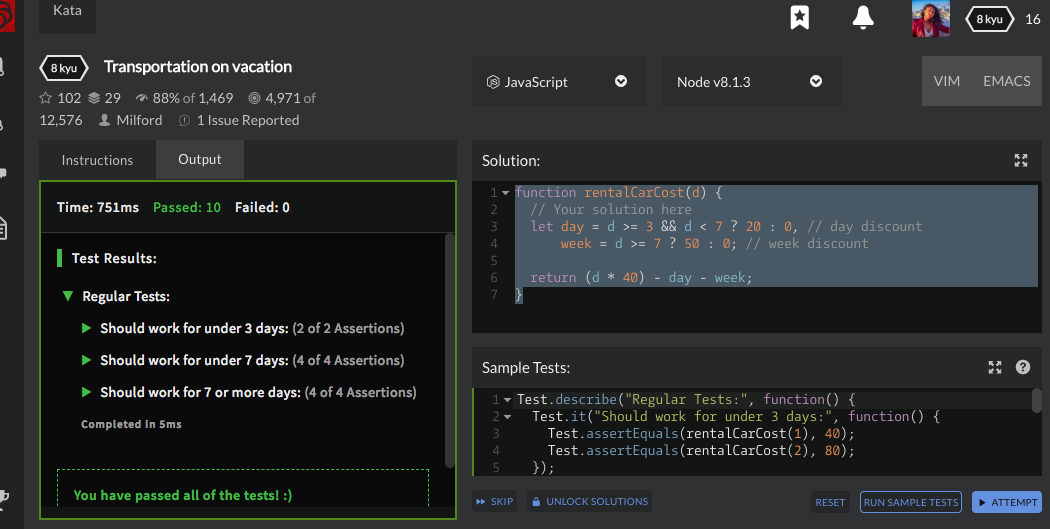 Kata
8 kyu
16
8 kyu
Transportation on vacation
102 29 88% of 1,469 4,971 of
12,576 Milford 1 Issue Reported
JavaScript
Node v8.1.3
VIM
EMACS
Instructions
Output
Time: 751ms Passed: 10 Failed: 0
Test Results:
Regular Tests:
Should work for under 3 days: (2 of 2 Assertions)
Should work for under 7 days: (4 of 4 Assertions)
Should work for 7 or more days: (4 of 4 Assertions)
Completed in 5ms
You have passed all of the tests! :)
Solution:
1 function rentalCarCost(d) {
2 // Your solution here
3 let day = d >= 3 && d < 7 ? 20 : 0, // day discount
4 week = d >= 7 ? 50 : 0; // week discount
5
6 return (d * 40) - day - week;
7 }
Sample Tests:
?
1 Test.describe("Regular Tests:", function() {
2 Test.it("Should work for under 3 days:", function() {
3 Test.assertEquals(rentalCarCost(1), 40);
4 Test.assertEquals(rentalCarCost(2), 80);
5 });
SKIP
UNLOCK SOLUTIONS
RESET
RUN SAMPLE TESTS
ATTEMPT